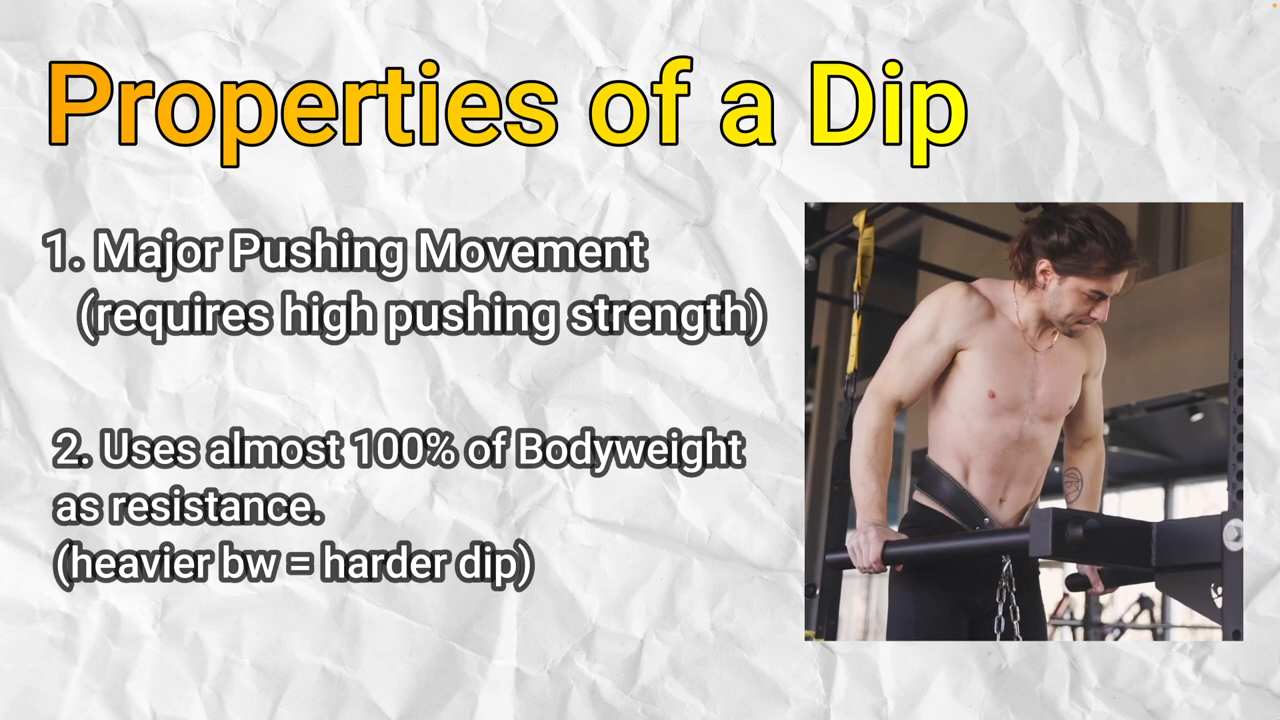 Properties of a Dip
1. Major Pushing Movement
(requires high pushing strength)
2. Uses almost 100% of Bodyweight
as resistance.
(heavier bw = harder dip)